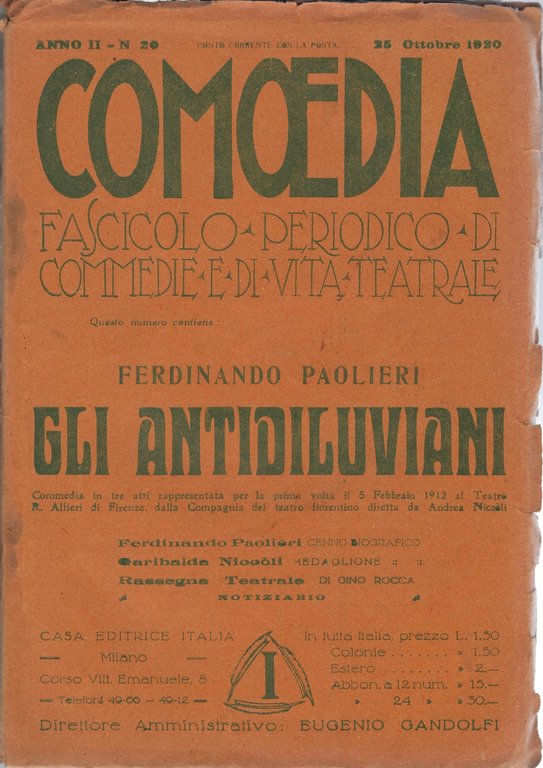 ANNO II - N 20 CONTO CORRENTE CON LA POSTA. 25 Ottobre 1920
COMŒDIA
FASCICOLO · PERIODICO · DI
COMMEDIE · E · DI · VITA · TEATRALE
Questo numero contiene :
FERDINANDO PAOLIERI
GLI ANTIDILUVIANI
Commedia in tre atti rappresentata per la prima volta il 5 Febbraio 1912 al Teatro
R. Alfieri di Firenze. dalla Compagnia del teatro fiorentino diretta da Andrea Niccoli
Ferdinando Paolieri CENNO BIOGRAFICO
Garibalda Niccòli MEDAGLIONE :: ::
Rassegna Teatrale DI GINO ROCCA
NOTIZIARIO
CASA EDITRICE ITALIA
— Milano —
Corso Vitt. Emanuele, 8
— Telefoni 49-66 - 49-12 —
I
in tutta Italia, prezzo L. 1,50
Colonie . . . . . . . . » 1.50
Estero . . . . . . . . » 2.—
Abbon. a 12 num. » 15.—
» 24 » » 30.—
Direttore Amministrativo: EUGENIO GANDOLFI